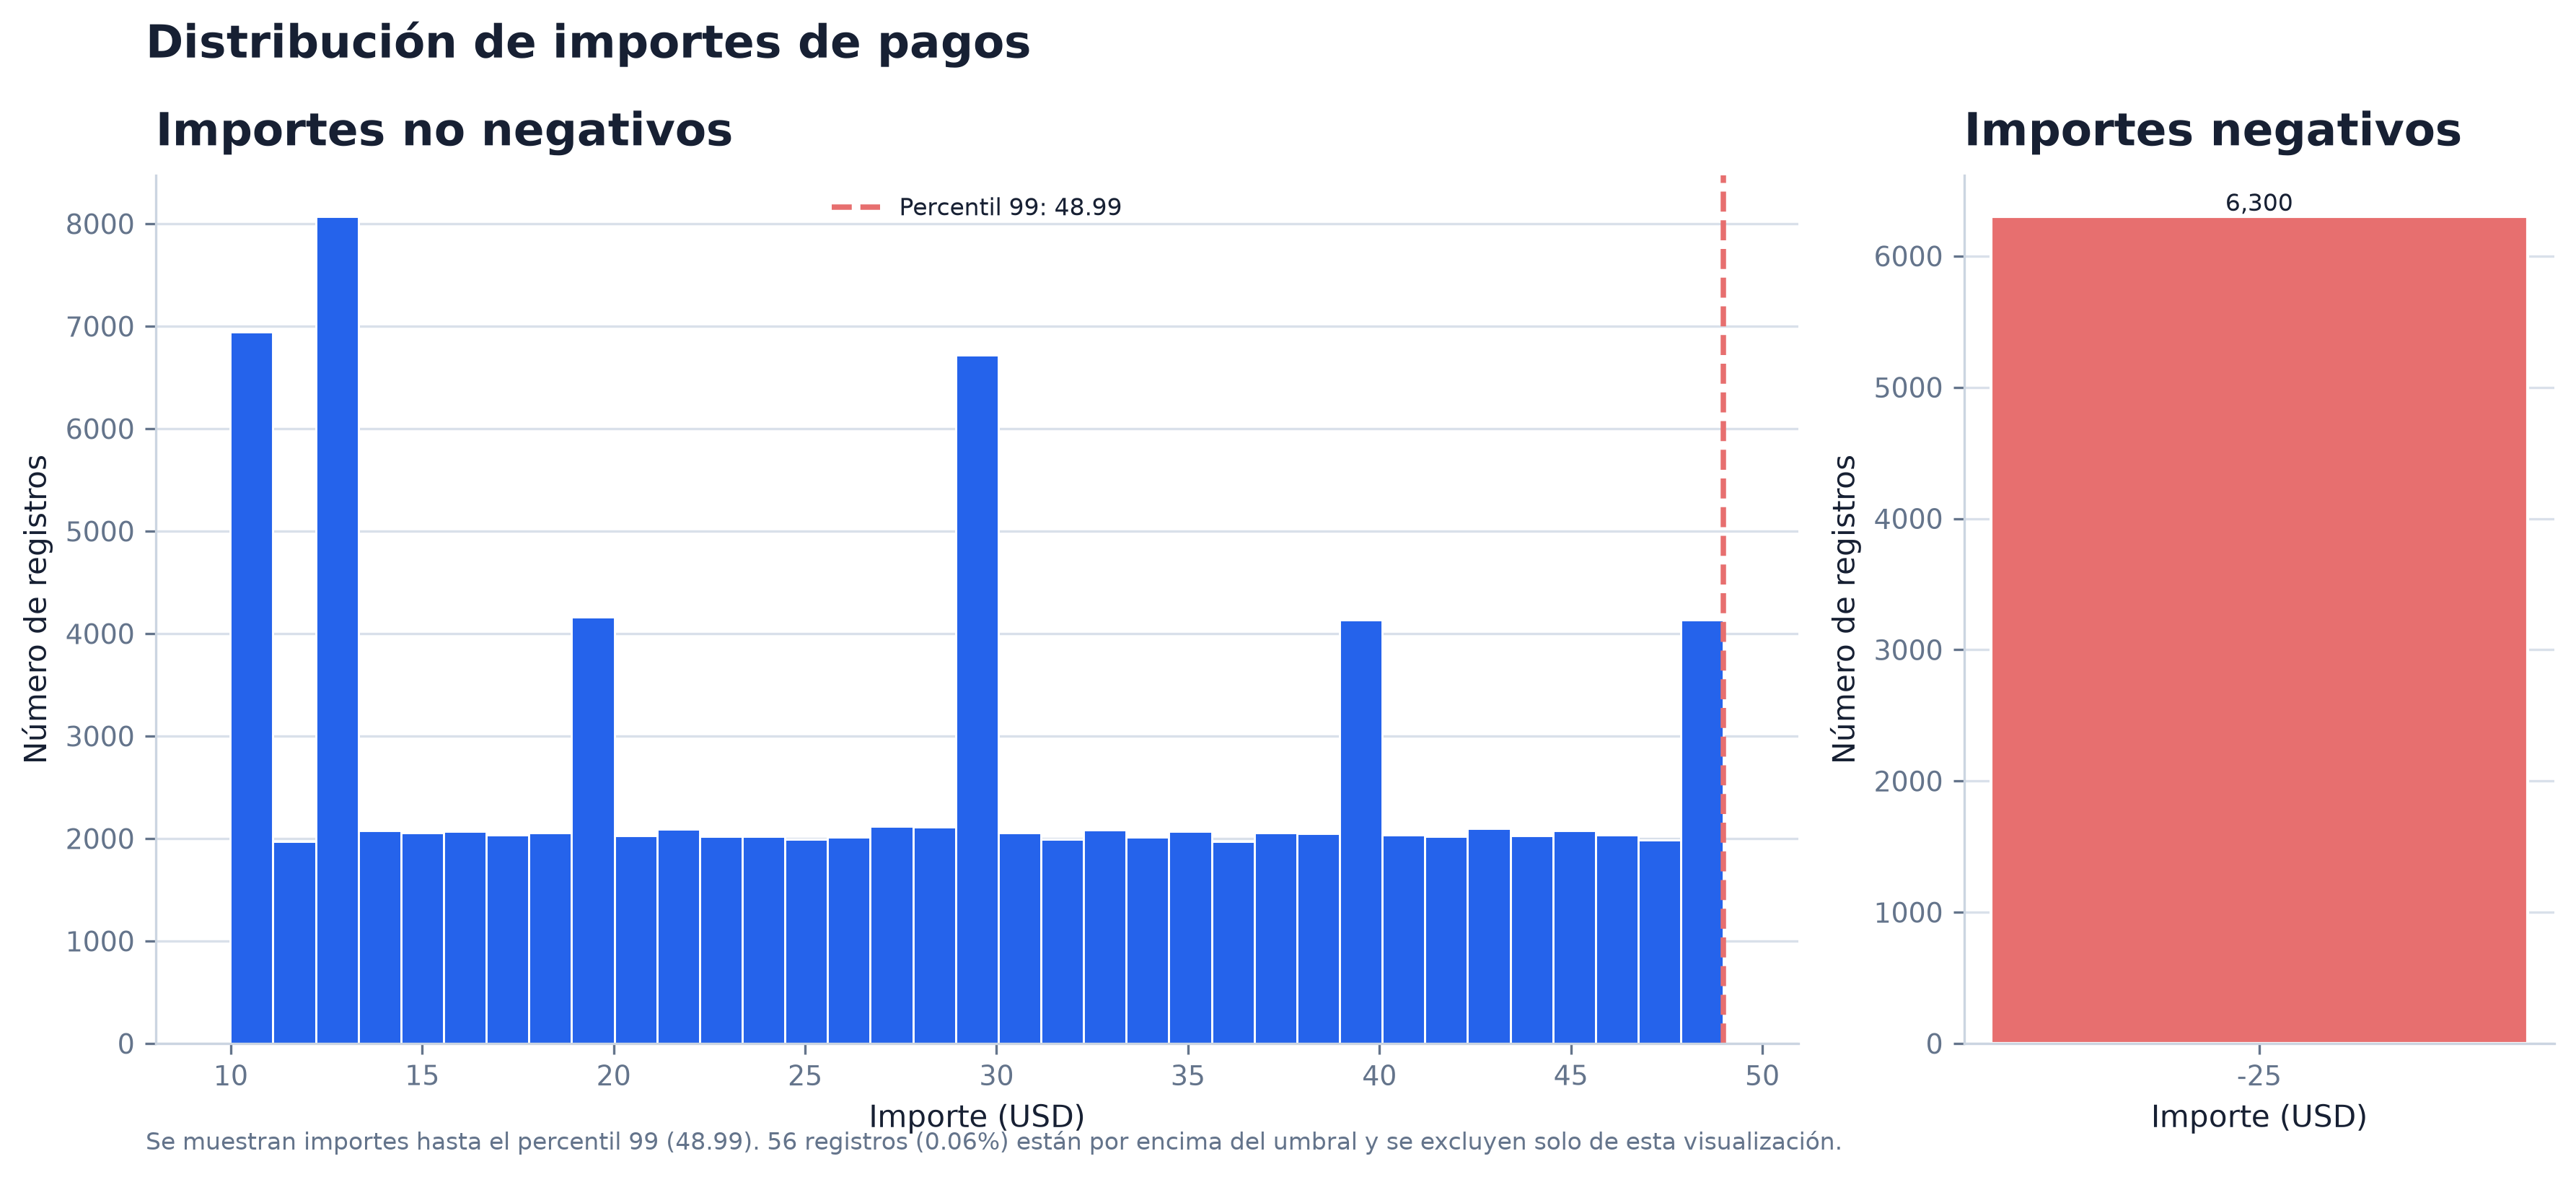 Distribución de importes de pagos
Importes no negativos
Percentil 99: 48.99
Número de registros
8000
7000
6000
5000
4000
3000
2000
1000
0
10 15 20 25 30 35 40 45 50
Importe (USD)
Importes negativos
6,300
Número de registros
6000
5000
4000
3000
2000
1000
0
-25
Importe (USD)
Se muestran importes hasta el percentil 99 (48.99). 56 registros (0.06%) están por encima del umbral y se excluyen solo de esta visualización.